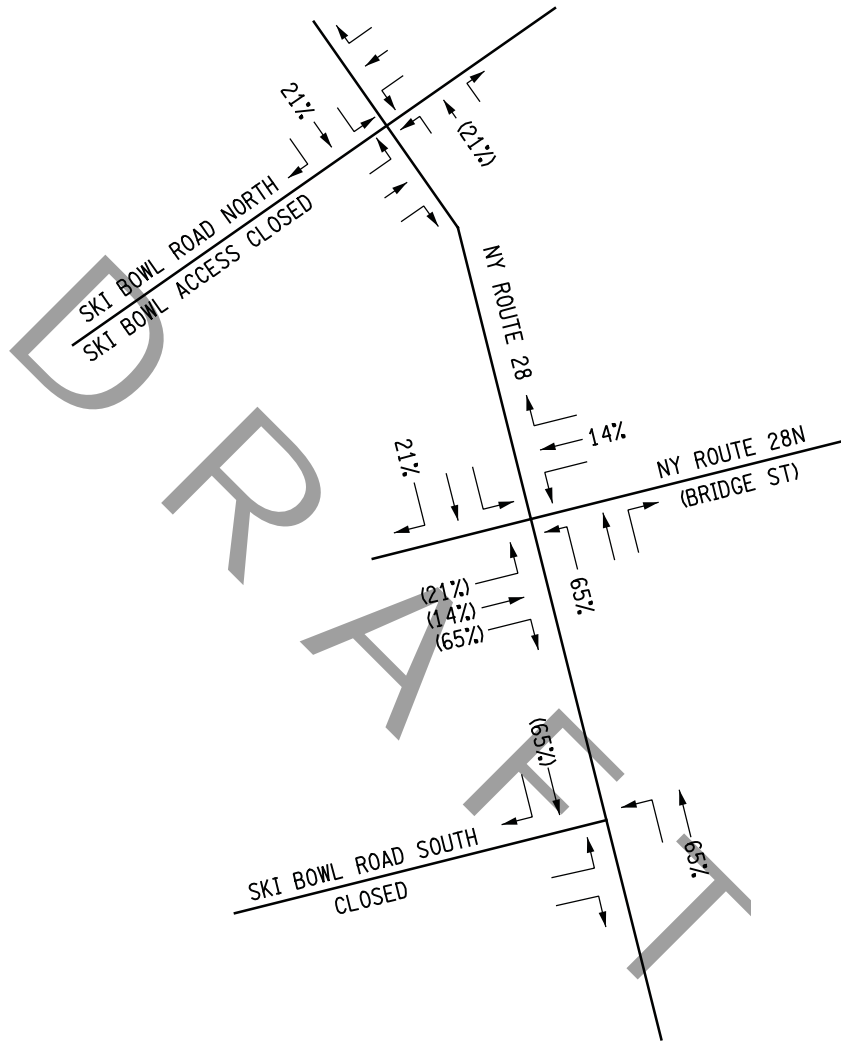 21%
(21%)
SKI BOWL ROAD NORTH
SKI BOWL ACCESS CLOSED
NY ROUTE 28
14%
21%
NY ROUTE 28N
(BRIDGE ST)
(21%)
(14%)
(65%)
65%
(65%)
65%
SKI BOWL ROAD SOUTH
CLOSED
DRAFT